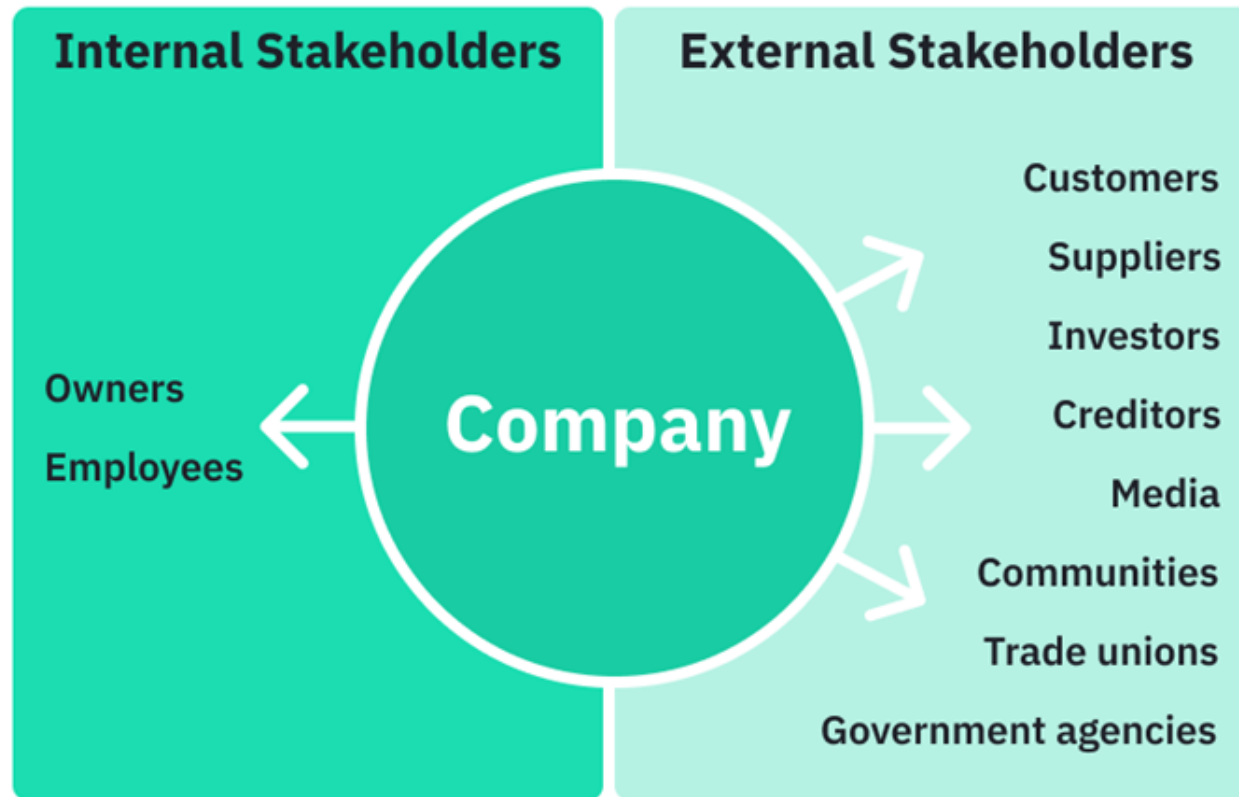 Internal Stakeholders
Owners
Employees
Company
External Stakeholders
Customers
Suppliers
Investors
Creditors
Media
Communities
Trade unions
Government agencies